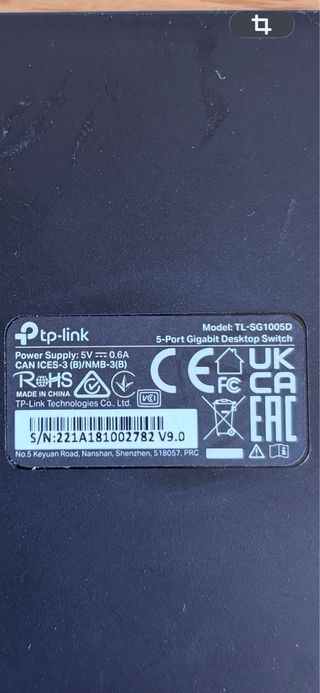 tp-link
Model: TL-SG1005D
5-Port Gigabit Desktop Switch
Power Supply: 5V ⎓ 0.6A
CAN ICES-3 (B)/NMB-3(B)
RoHS
MADE IN CHINA
TP-Link Technologies Co., Ltd.
VCCI
CE
FC
UK
CA
EAC
S/N:221A181002782 V9.0
No.5 Keyuan Road, Nanshan, Shenzhen, 518057, PRC